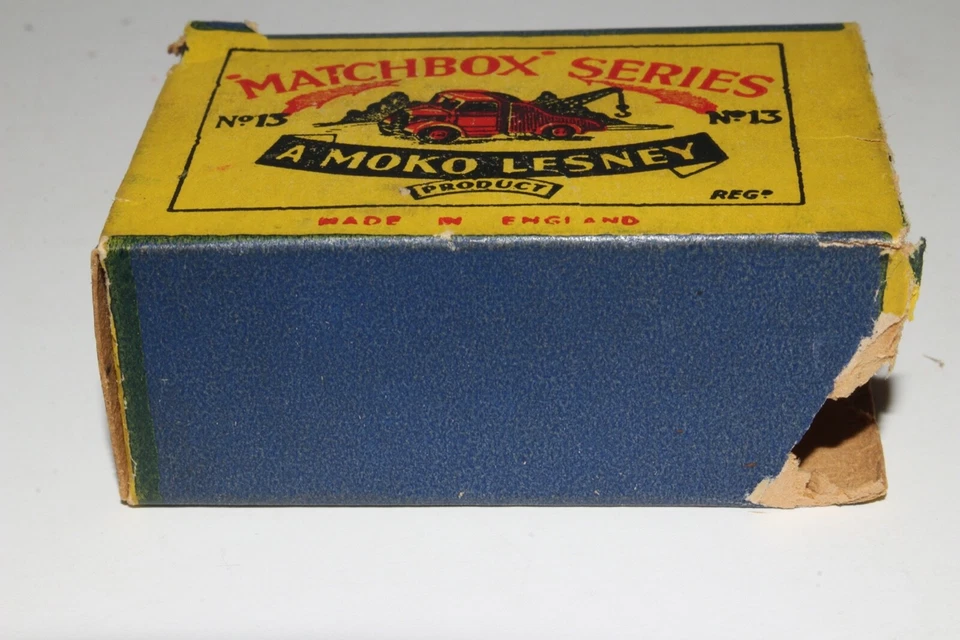 "MATCHBOX" SERIES
Nº13 Nº13
A MOKO LESNEY
PRODUCT
REGD
MADE IN ENGLAND